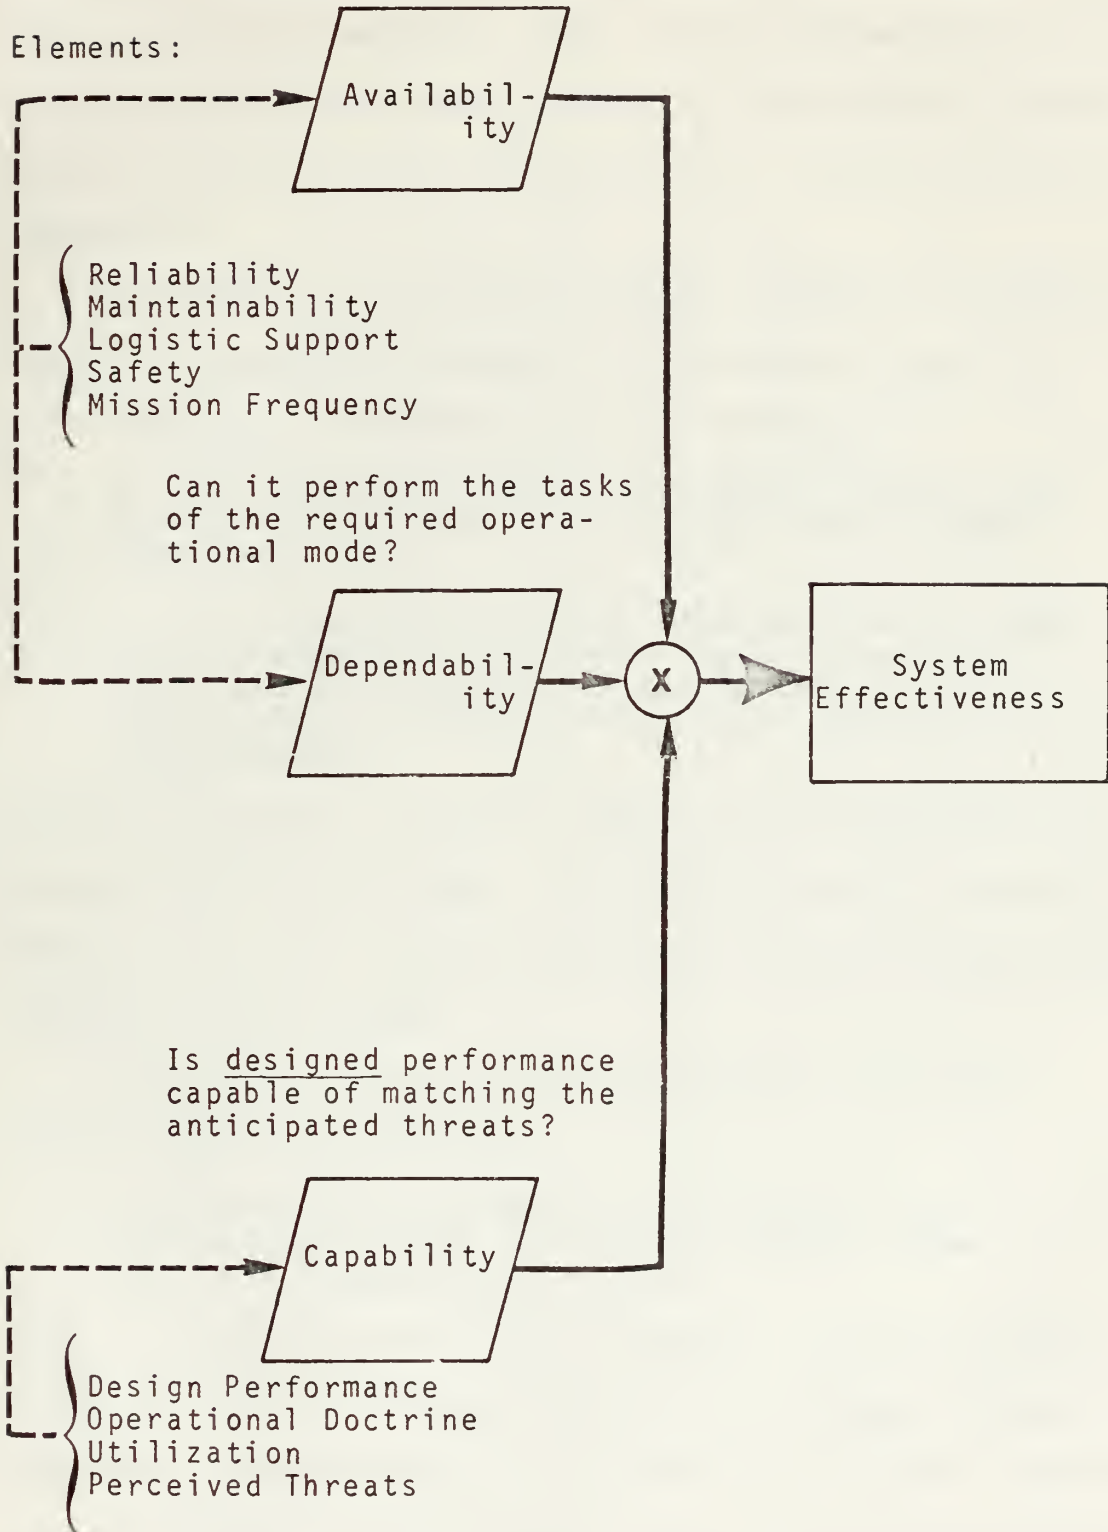 Elements:
Availabil-
ity
Reliability
Maintainability
Logistic Support
Safety
Mission Frequency
Can it perform the tasks
of the required opera-
tional mode?
Dependabil-
ity
X
System
Effectiveness
Is designed performance
capable of matching the
anticipated threats?
Capability
Design Performance
Operational Doctrine
Utilization
Perceived Threats